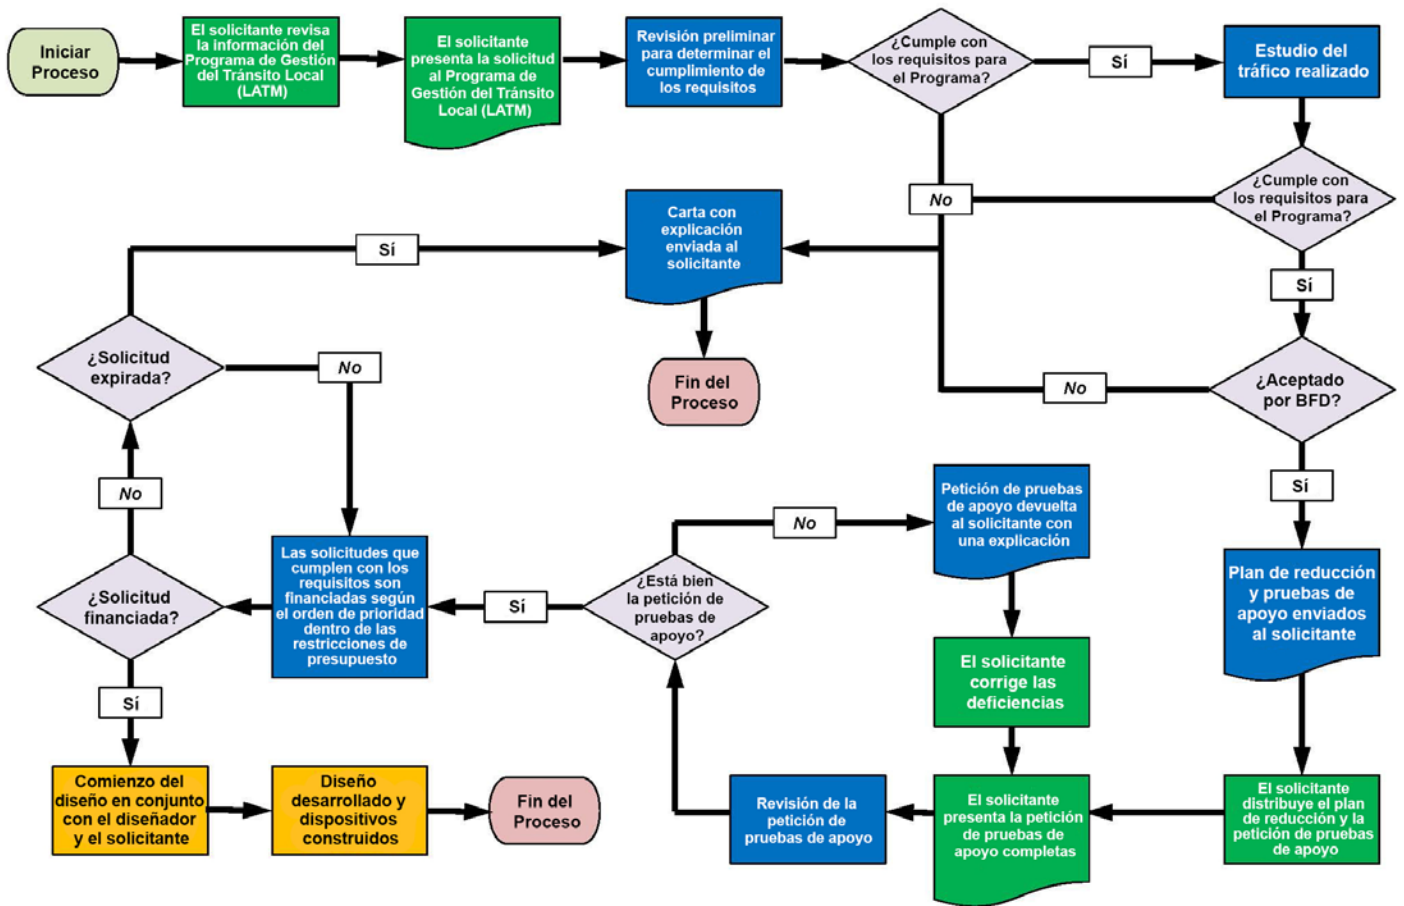 Iniciar
Proceso
El solicitante revisa
la información del
Programa de Gestión
del Tránsito Local
(LATM)
El solicitante
presenta la solicitud
al Programa de
Gestión del Tránsito
Local (LATM)
Revisión preliminar
para determinar el
cumplimiento de
los requisitos
¿Cumple con
los requisitos para
el Programa?
Sí
Estudio del
tráfico realizado
¿Cumple con
los requisitos para
el Programa?
No
Carta con
explicación
enviada al
solicitante
Sí
Sí
¿Solicitud
expirada?
No
Fin del
Proceso
No
¿Aceptado
por BFD?
No
Sí
Petición de pruebas
de apoyo devuelta
al solicitante con
una explicación
No
Plan de reducción
y pruebas de
apoyo enviados
al solicitante
¿Solicitud
financiada?
Las solicitudes que
cumplen con los
requisitos son
financiadas según
el orden de prioridad
dentro de las
restricciones de
presupuesto
Sí
¿Está bien
la petición de
pruebas de
apoyo?
El solicitante
corrige las
deficiencias
Sí
Comienzo del
diseño en conjunto
con el diseñador
y el solicitante
Diseño
desarrollado y
dispositivos
construidos
Fin del
Proceso
Revisión de la
petición de
pruebas de apoyo
El solicitante
presenta la petición
de pruebas de
apoyo completas
El solicitante
distribuye el plan
de reducción y la
petición de pruebas
de apoyo